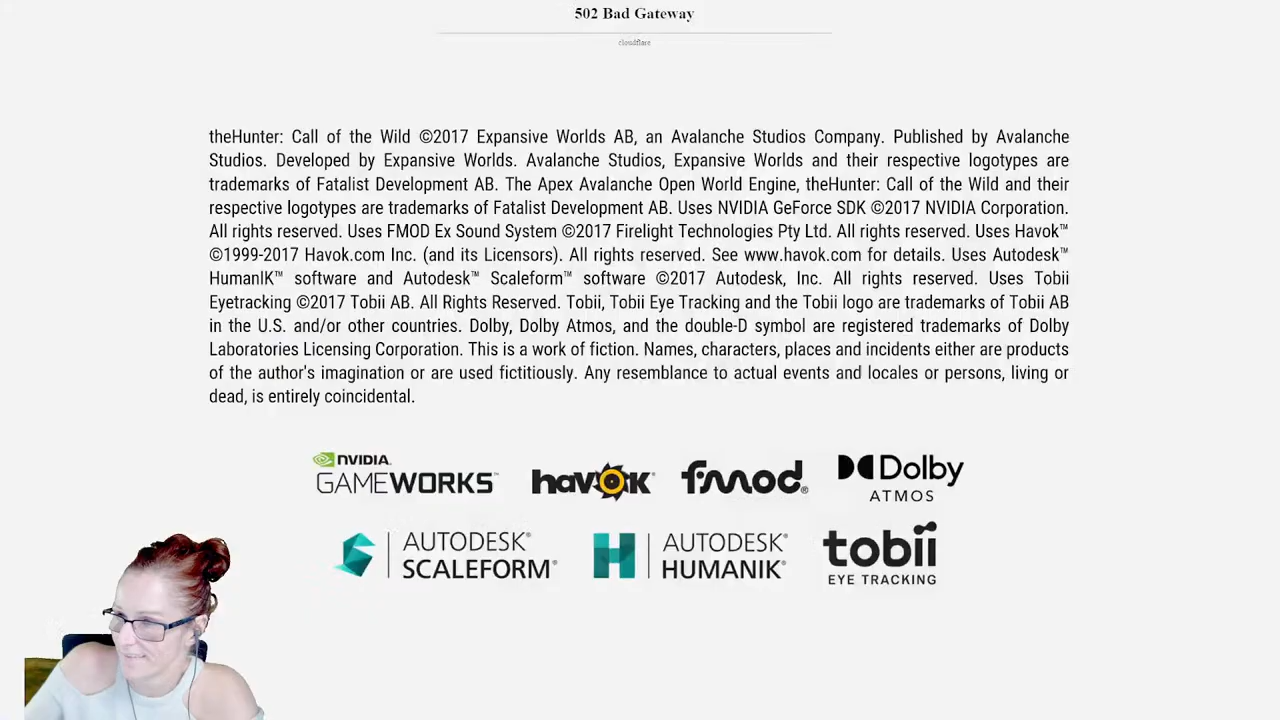 502 Bad Gateway
cloudflare
theHunter: Call of the Wild ©2017 Expansive Worlds AB, an Avalanche Studios Company. Published by Avalanche
Studios. Developed by Expansive Worlds. Avalanche Studios, Expansive Worlds and their respective logotypes are
trademarks of Fatalist Development AB. The Apex Avalanche Open World Engine, theHunter: Call of the Wild and their
respective logotypes are trademarks of Fatalist Development AB. Uses NVIDIA GeForce SDK ©2017 NVIDIA Corporation.
All rights reserved. Uses FMOD Ex Sound System ©2017 Firelight Technologies Pty Ltd. All rights reserved. Uses Havok™
©1999-2017 Havok.com Inc. (and its Licensors). All rights reserved. See www.havok.com for details. Uses Autodesk™
HumanIK™ software and Autodesk™ Scaleform™ software ©2017 Autodesk, Inc. All rights reserved. Uses Tobii
Eyetracking ©2017 Tobii AB. All Rights Reserved. Tobii, Tobii Eye Tracking and the Tobii logo are trademarks of Tobii AB
in the U.S. and/or other countries. Dolby, Dolby Atmos, and the double-D symbol are registered trademarks of Dolby
Laboratories Licensing Corporation. This is a work of fiction. Names, characters, places and incidents either are products
of the author's imagination or are used fictitiously. Any resemblance to actual events and locales or persons, living or
dead, is entirely coincidental.
NVIDIA.
GAMEWORKS™
havok®
fmod®
Dolby
ATMOS
AUTODESK®
SCALEFORM®
AUTODESK®
HUMANIK®
tobii
EYE TRACKING